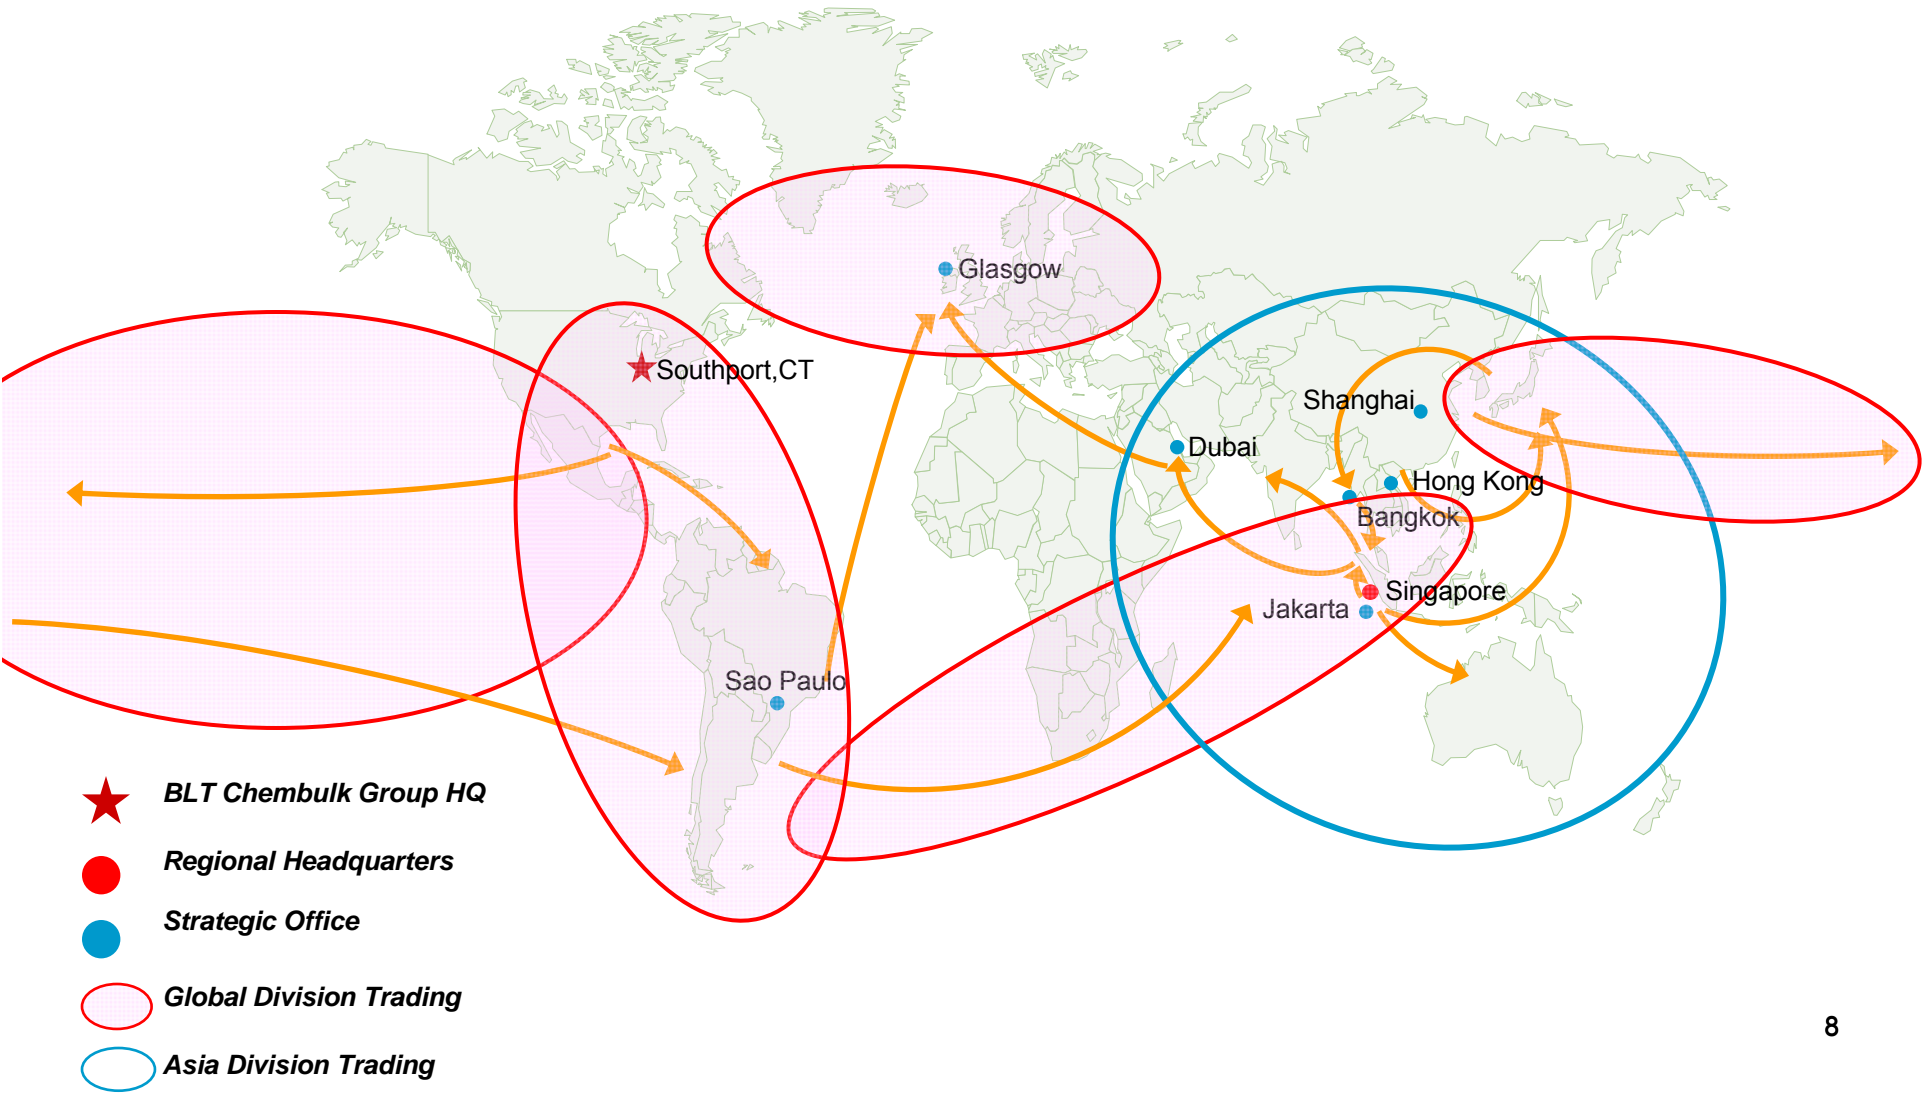 Glasgow
Southport,CT
Shanghai
Dubai
Hong Kong
Bangkok
Singapore
Jakarta
Sao Paulo
BLT Chembulk Group HQ
Regional Headquarters
Strategic Office
Global Division Trading
8
Asia Division Trading